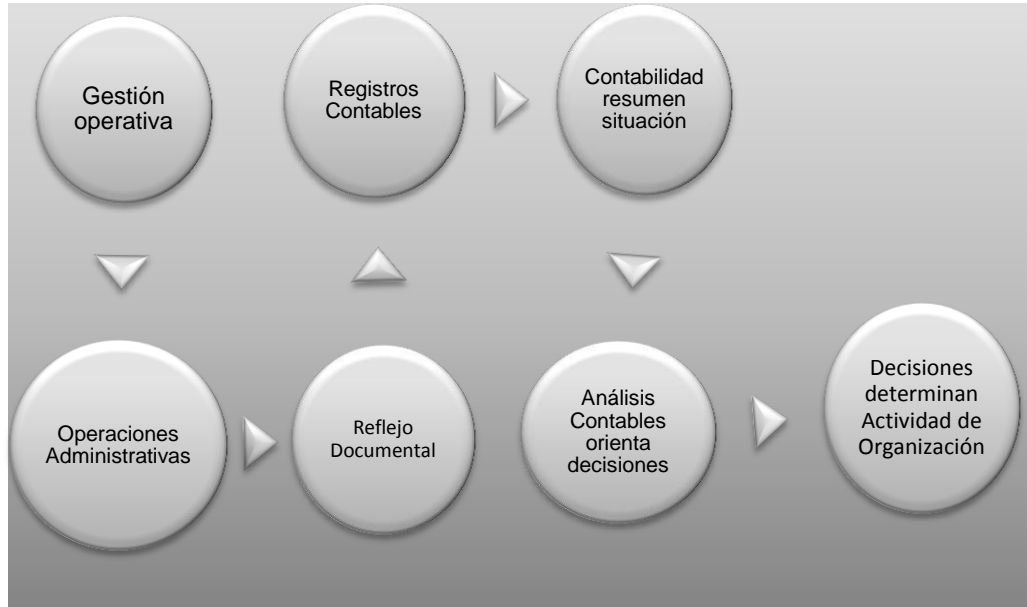 Gestión
operativa
Operaciones
Administrativas
Reflejo
Documental
Registros
Contables
Contabilidad
resumen
situación
Análisis
Contables
orienta
decisiones
Decisiones
determinan
Actividad de
Organización